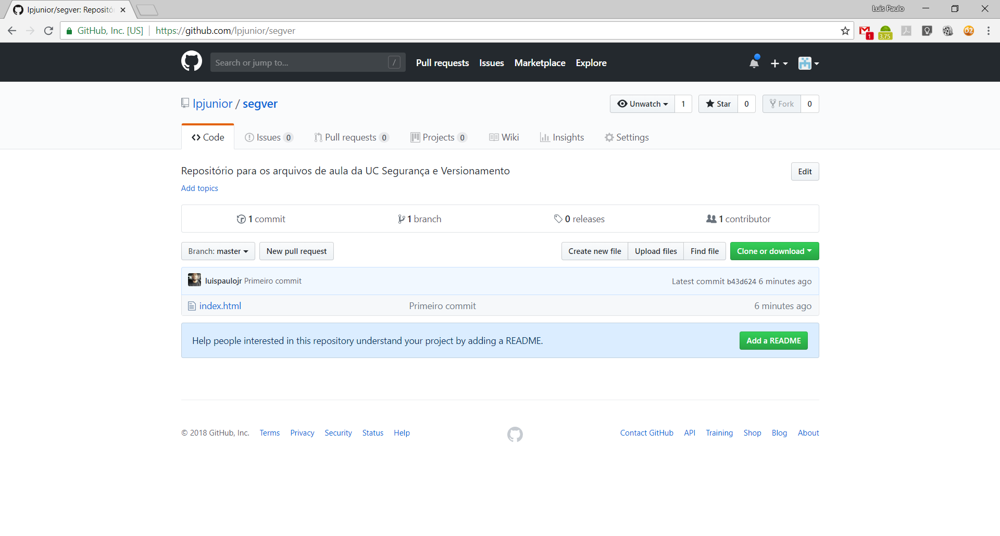 lpjunior/segver: Repositó
Luis Paulo
GitHub, Inc. [US] https://github.com/lpjunior/segver
1 3,75
Search or jump to... / Pull requests Issues Marketplace Explore
lpjunior / segver Unwatch 1 Star 0 Fork 0
Code Issues 0 Pull requests 0 Projects 0 Wiki Insights Settings
Repositório para os arquivos de aula da UC Segurança e Versionamento Edit
Add topics
1 commit 1 branch 0 releases 1 contributor
Branch: master New pull request Create new file Upload files Find file Clone or download
luispaulojr Primeiro commit Latest commit b43d624 6 minutes ago
index.html Primeiro commit 6 minutes ago
Help people interested in this repository understand your project by adding a README. Add a README
© 2018 GitHub, Inc. Terms Privacy Security Status Help Contact GitHub API Training Shop Blog About